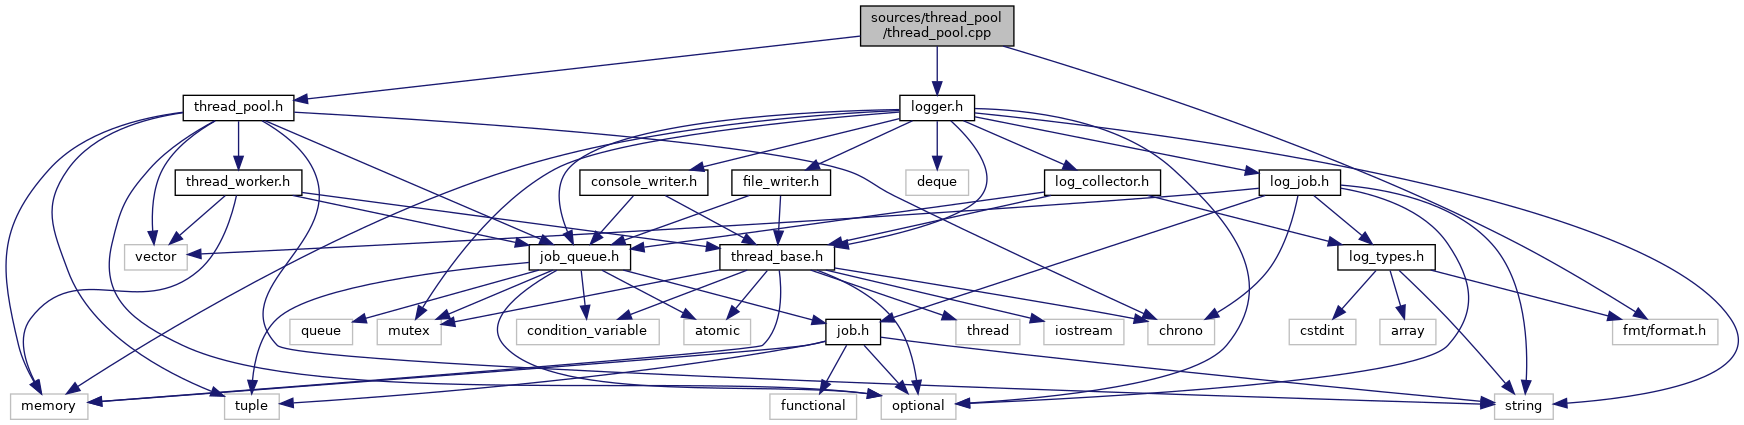 sources/thread_pool
/thread_pool.cpp
thread_pool.h
logger.h
thread_worker.h
console_writer.h
file_writer.h
deque
log_collector.h
log_job.h
vector
job_queue.h
thread_base.h
log_types.h
queue
mutex
condition_variable
atomic
job.h
thread
iostream
chrono
cstdint
array
fmt/format.h
memory
tuple
functional
optional
string